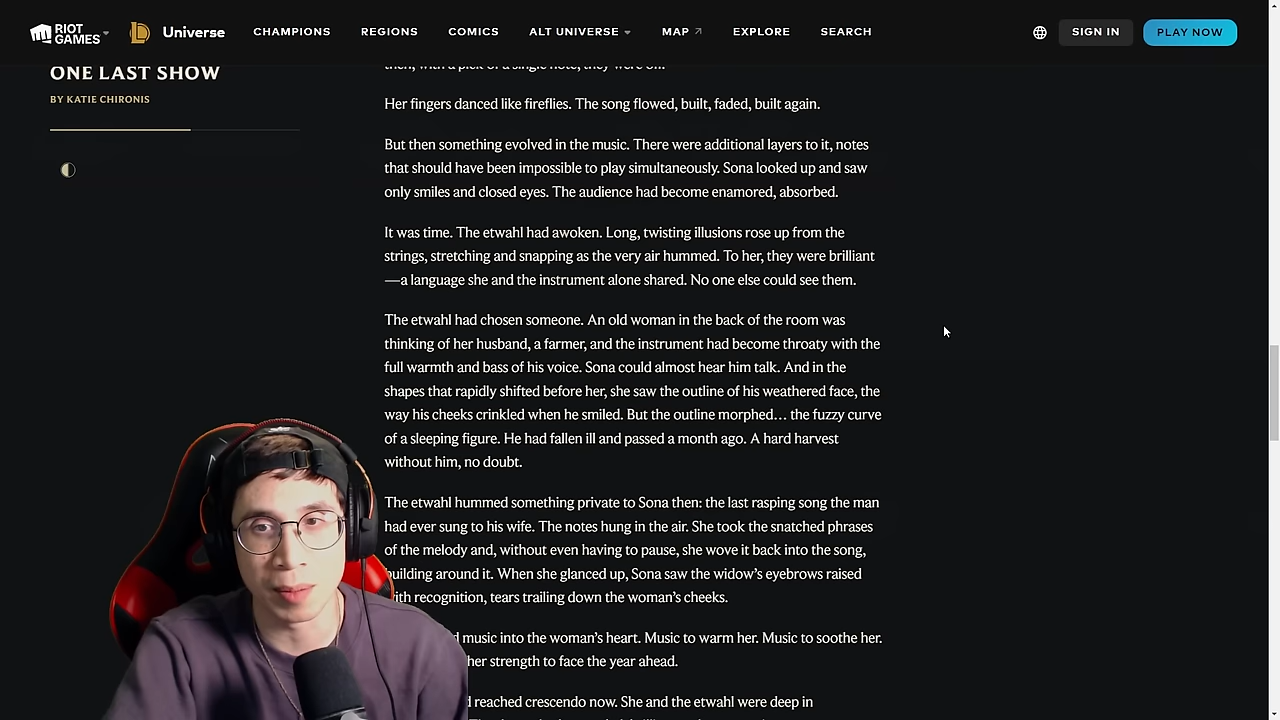 RIOT GAMES
Universe
CHAMPIONS
REGIONS
COMICS
ALT UNIVERSE
MAP
EXPLORE
SEARCH
SIGN IN
PLAY NOW
ONE LAST SHOW
BY KATIE CHIRONIS
then, with a pick of a single note, they were off.
Her fingers danced like fireflies. The song flowed, built, faded, built again.
But then something evolved in the music. There were additional layers to it, notes
that should have been impossible to play simultaneously. Sona looked up and saw
only smiles and closed eyes. The audience had become enamored, absorbed.
It was time. The etwahl had awoken. Long, twisting illusions rose up from the
strings, stretching and snapping as the very air hummed. To her, they were brilliant
—a language she and the instrument alone shared. No one else could see them.
The etwahl had chosen someone. An old woman in the back of the room was
thinking of her husband, a farmer, and the instrument had become throaty with the
full warmth and bass of his voice. Sona could almost hear him talk. And in the
shapes that rapidly shifted before her, she saw the outline of his weathered face, the
way his cheeks crinkled when he smiled. But the outline morphed… the fuzzy curve
of a sleeping figure. He had fallen ill and passed a month ago. A hard harvest
without him, no doubt.
The etwahl hummed something private to Sona then: the last rasping song the man
had ever sung to his wife. The notes hung in the air. She took the snatched phrases
of the melody and, without even having to pause, she wove it back into the song,
building around it. When she glanced up, Sona saw the widow's eyebrows raised
with recognition, tears trailing down the woman's cheeks.
music into the woman's heart. Music to warm her. Music to soothe her.
her strength to face the year ahead.
reached crescendo now. She and the etwahl were deep in